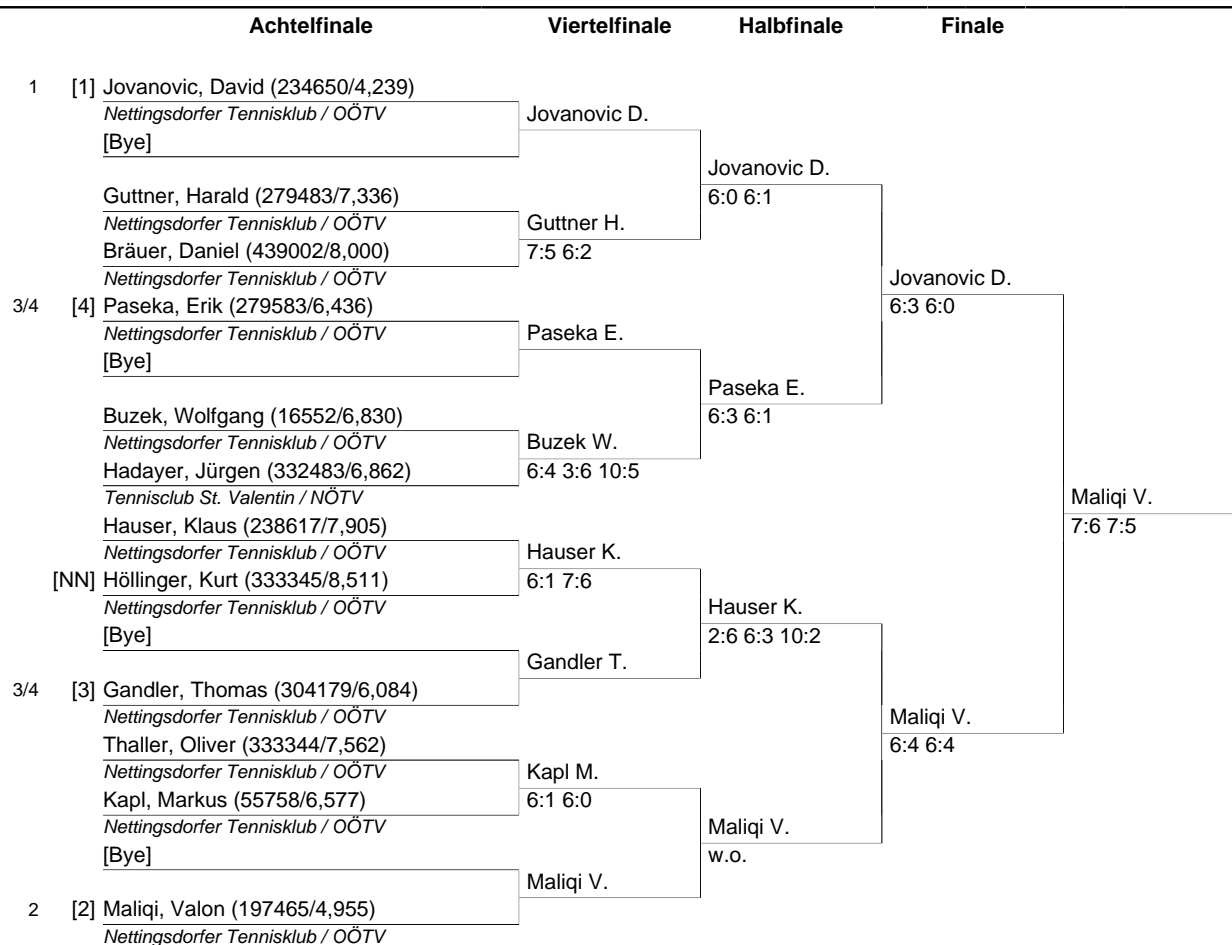 Achtelfinale Viertelfinale Halbfinale Finale
1 [1] Jovanovic, David (234650/4,239)
Nettingsdorfer Tennisklub / OÖTV Jovanovic D.
[Bye]
Jovanovic D.
Guttner, Harald (279483/7,336) 6:0 6:1
Nettingsdorfer Tennisklub / OÖTV Guttner H.
Bräuer, Daniel (439002/8,000) 7:5 6:2
Nettingsdorfer Tennisklub / OÖTV Jovanovic D.
3/4 [4] Paseka, Erik (279583/6,436) 6:3 6:0
Nettingsdorfer Tennisklub / OÖTV Paseka E.
[Bye]
Paseka E.
Buzek, Wolfgang (16552/6,830) 6:3 6:1
Nettingsdorfer Tennisklub / OÖTV Buzek W.
Hadayer, Jürgen (332483/6,862) 6:4 3:6 10:5
Tennisclub St. Valentin / NÖTV Maliqi V.
Hauser, Klaus (238617/7,905) 7:6 7:5
Nettingsdorfer Tennisklub / OÖTV Hauser K.
[NN] Höllinger, Kurt (333345/8,511) 6:1 7:6
Nettingsdorfer Tennisklub / OÖTV Hauser K.
[Bye] 2:6 6:3 10:2
Gandler T.
3/4 [3] Gandler, Thomas (304179/6,084)
Nettingsdorfer Tennisklub / OÖTV Maliqi V.
Thaller, Oliver (333344/7,562) 6:4 6:4
Nettingsdorfer Tennisklub / OÖTV Kapl M.
Kapl, Markus (55758/6,577) 6:1 6:0
Nettingsdorfer Tennisklub / OÖTV Maliqi V.
[Bye] w.o.
Maliqi V.
2 [2] Maliqi, Valon (197465/4,955)
Nettingsdorfer Tennisklub / OÖTV